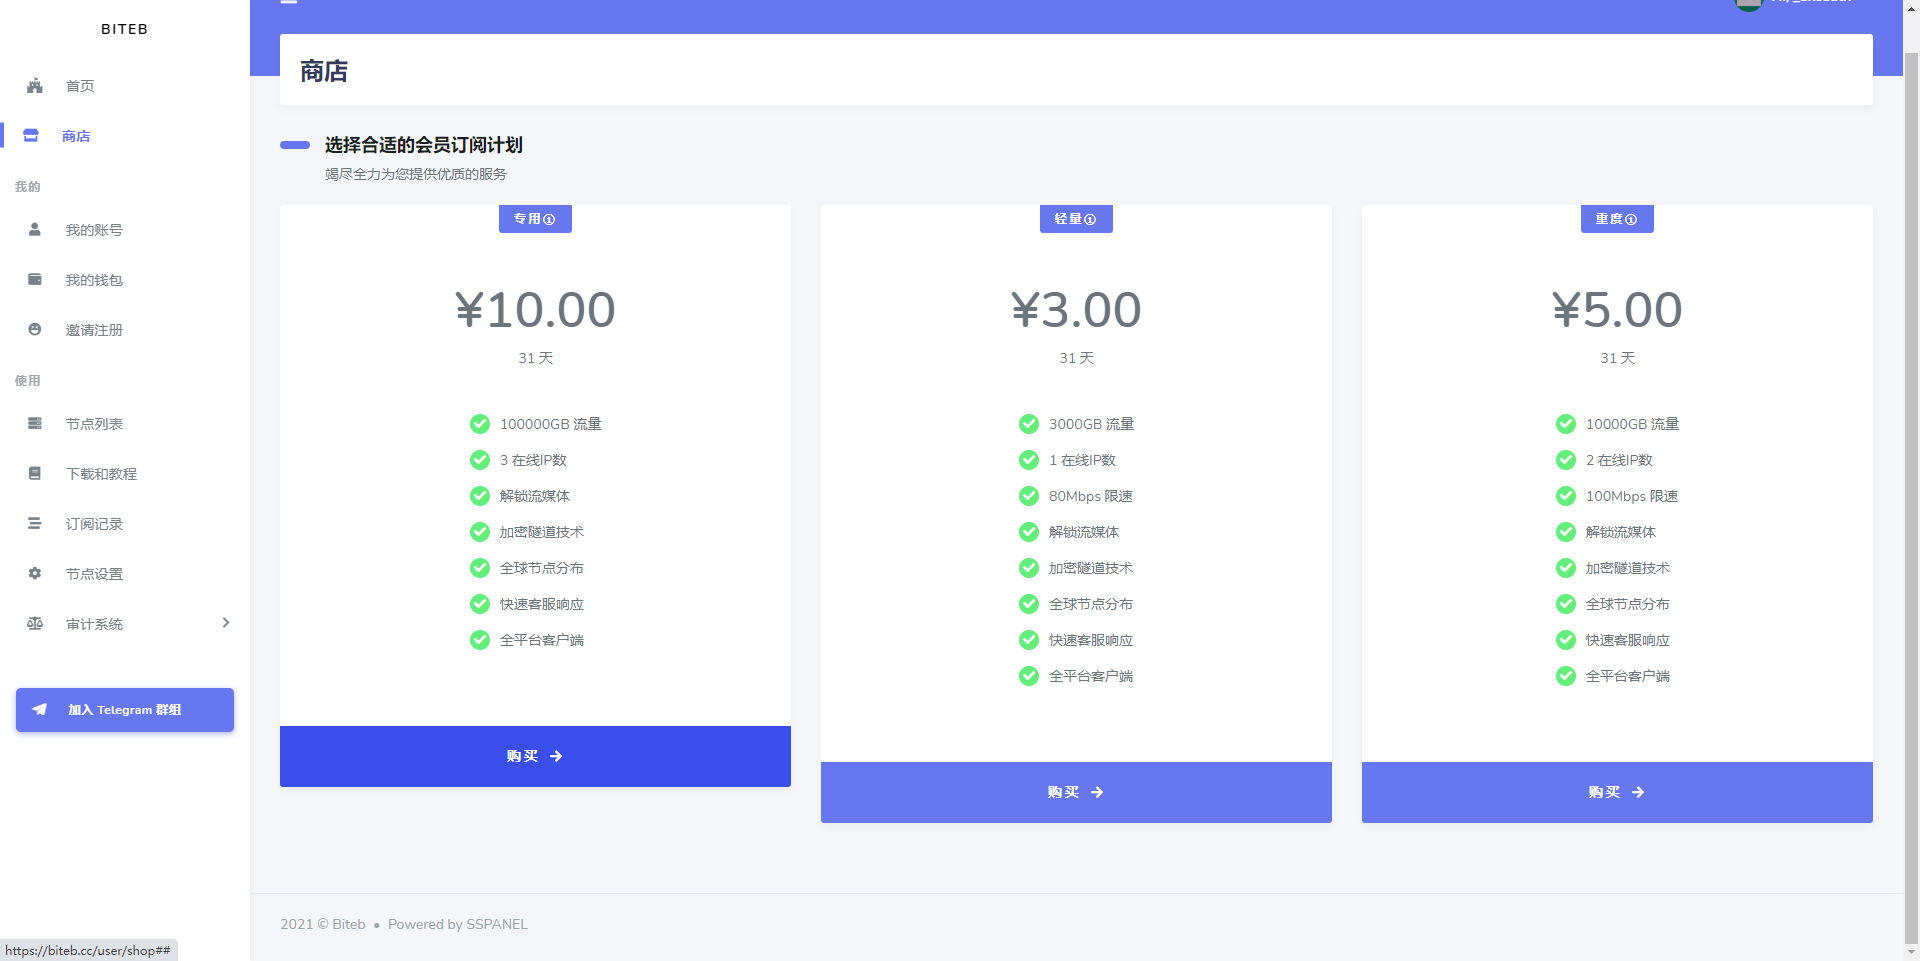 BITEB
首页
商店
我的
我的账号
我的钱包
邀请注册
使用
节点列表
下载和教程
订阅记录
节点设置
审计系统
加入 Telegram 群组
商店
选择合适的会员订阅计划
竭尽全力为您提供优质的服务
专用①
¥10.00
31 天
100000GB 流量
3 在线IP数
解锁流媒体
加密隧道技术
全球节点分布
快速客服响应
全平台客户端
购买 →
轻量①
¥3.00
31 天
3000GB 流量
1 在线IP数
80Mbps 限速
解锁流媒体
加密隧道技术
全球节点分布
快速客服响应
全平台客户端
购买 →
重度①
¥5.00
31 天
10000GB 流量
2 在线IP数
100Mbps 限速
解锁流媒体
加密隧道技术
全球节点分布
快速客服响应
全平台客户端
购买 →
2021 © Biteb • Powered by SSPANEL
https://biteb.cc/user/shop##